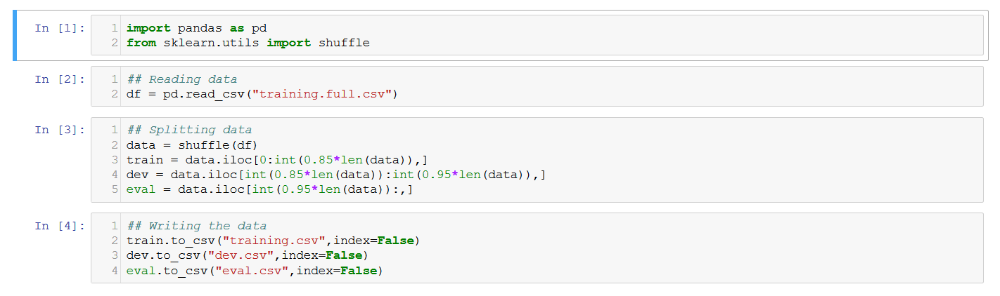 In [1]:
1 import pandas as pd
2 from sklearn.utils import shuffle
In [2]:
1 ## Reading data
2 df = pd.read_csv("training.full.csv")
In [3]:
1 ## Splitting data
2 data = shuffle(df)
3 train = data.iloc[0:int(0.85*len(data)),]
4 dev = data.iloc[int(0.85*len(data)):int(0.95*len(data)),]
5 eval = data.iloc[int(0.95*len(data)):,]
In [4]:
1 ## Writing the data
2 train.to_csv("training.csv",index=False)
3 dev.to_csv("dev.csv",index=False)
4 eval.to_csv("eval.csv",index=False)